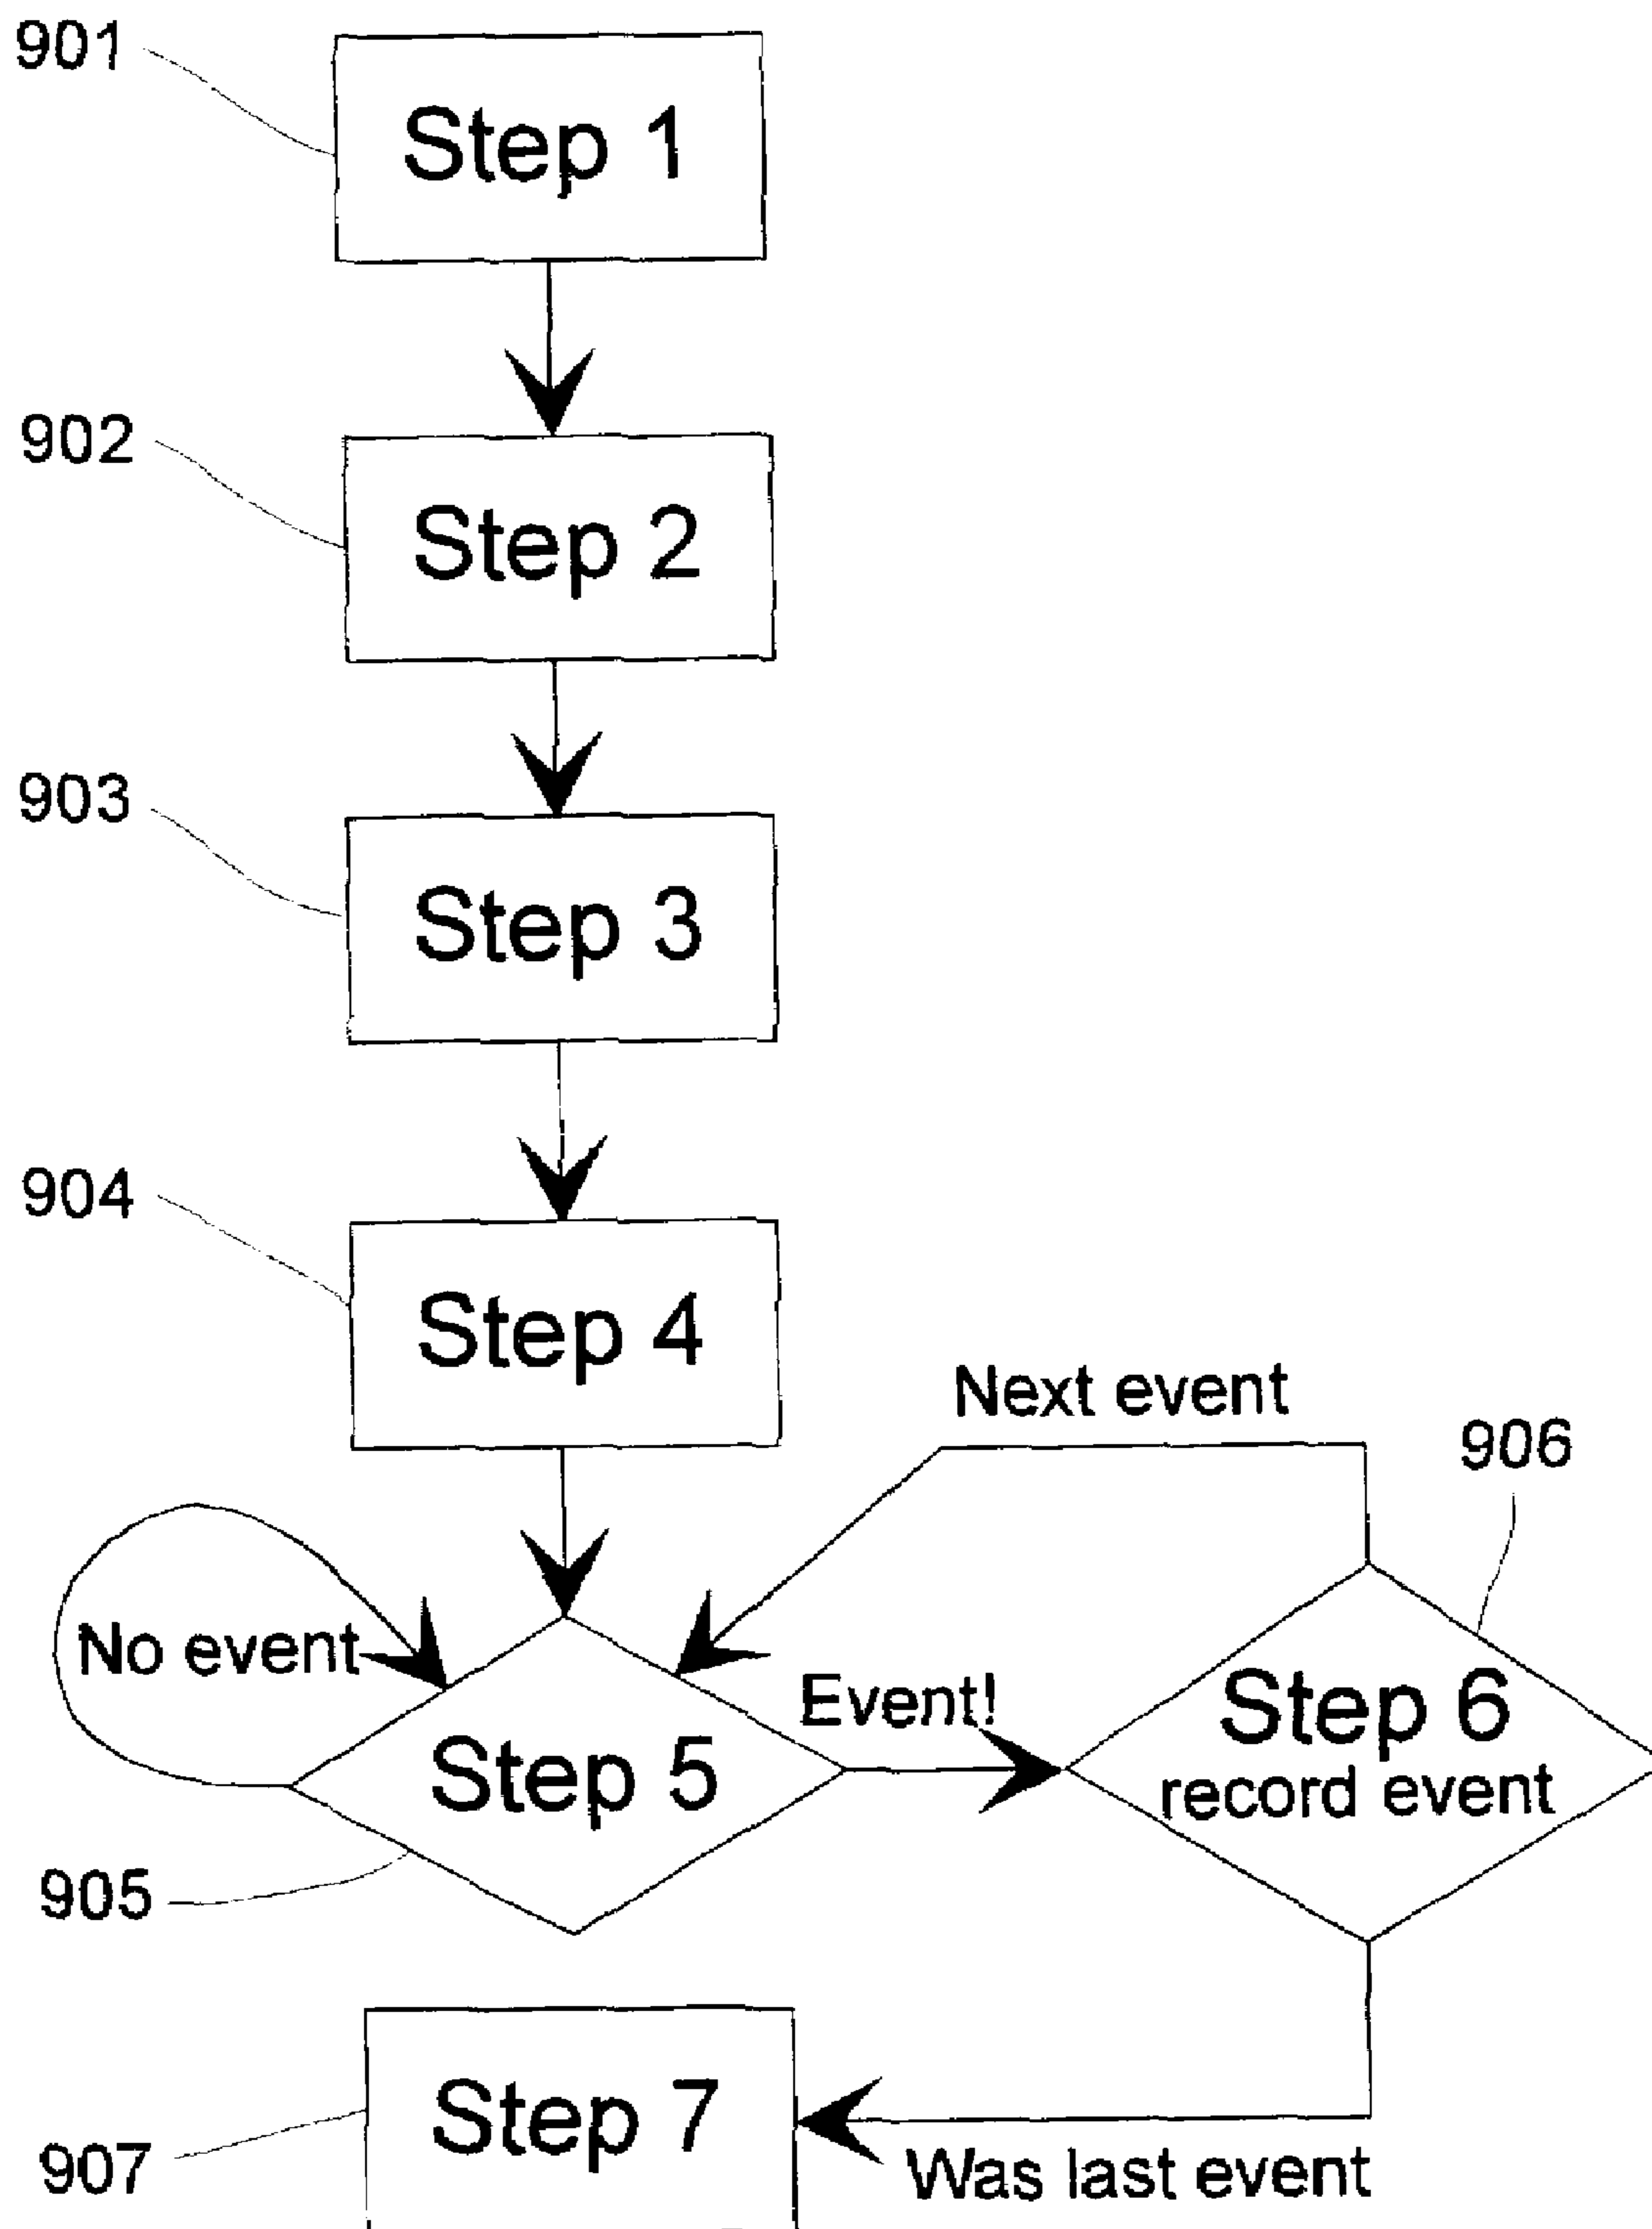 901
Step 1
902
Step 2
903
Step 3
904
Step 4
Next event
906
No event
Event!
Step 6
record event
Step 5
905
Step 7
907
Was last event